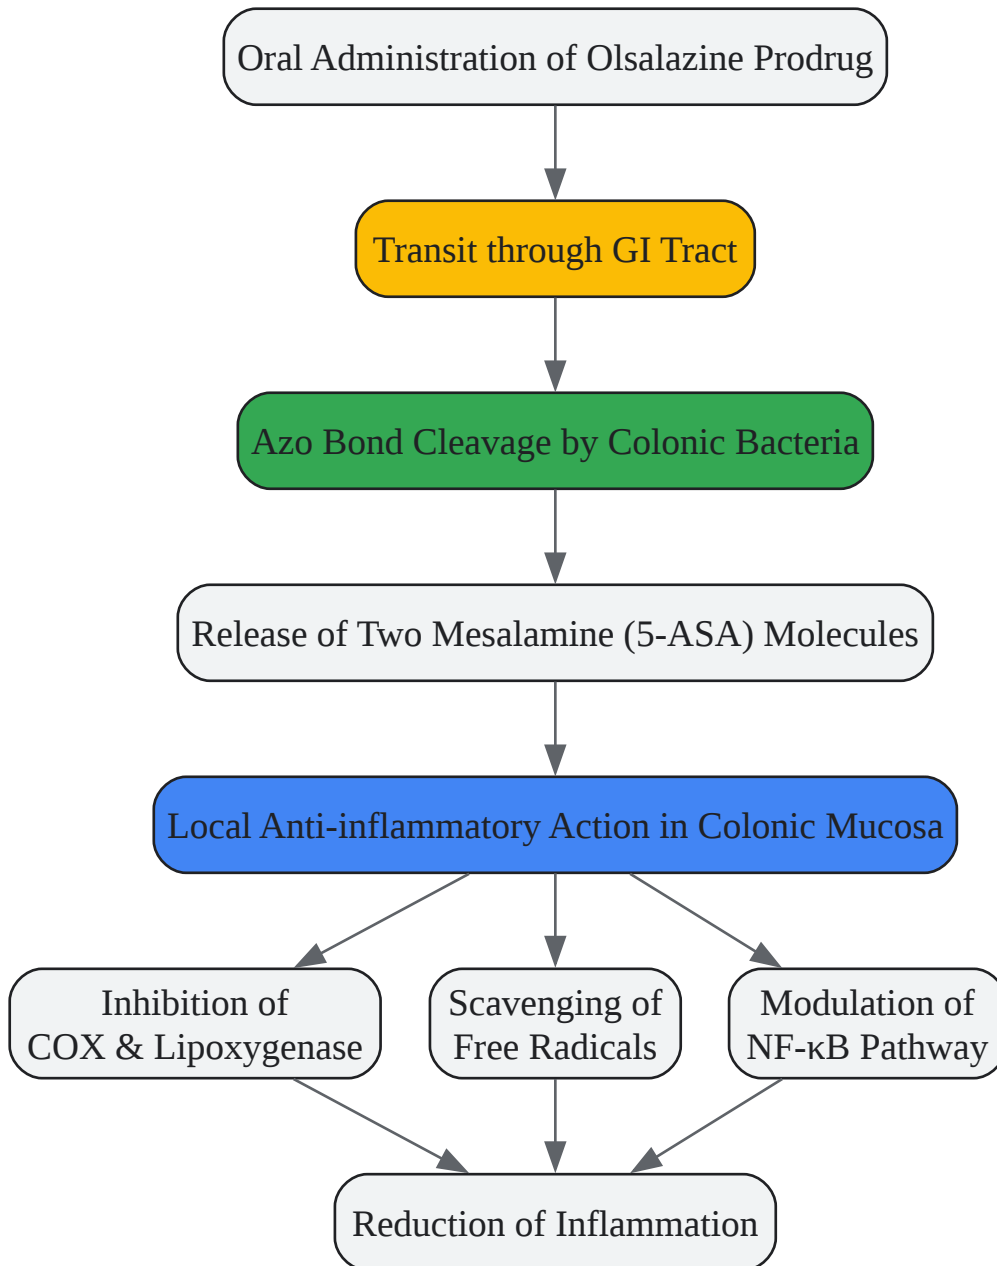 Oral Administration of Olsalazine Prodrug
Transit through GI Tract
Azo Bond Cleavage by Colonic Bacteria
Release of Two Mesalamine (5-ASA) Molecules
Local Anti-inflammatory Action in Colonic Mucosa
Inhibition of
COX & Lipoxygenase
Scavenging of
Free Radicals
Modulation of
NF-κB Pathway
Reduction of Inflammation